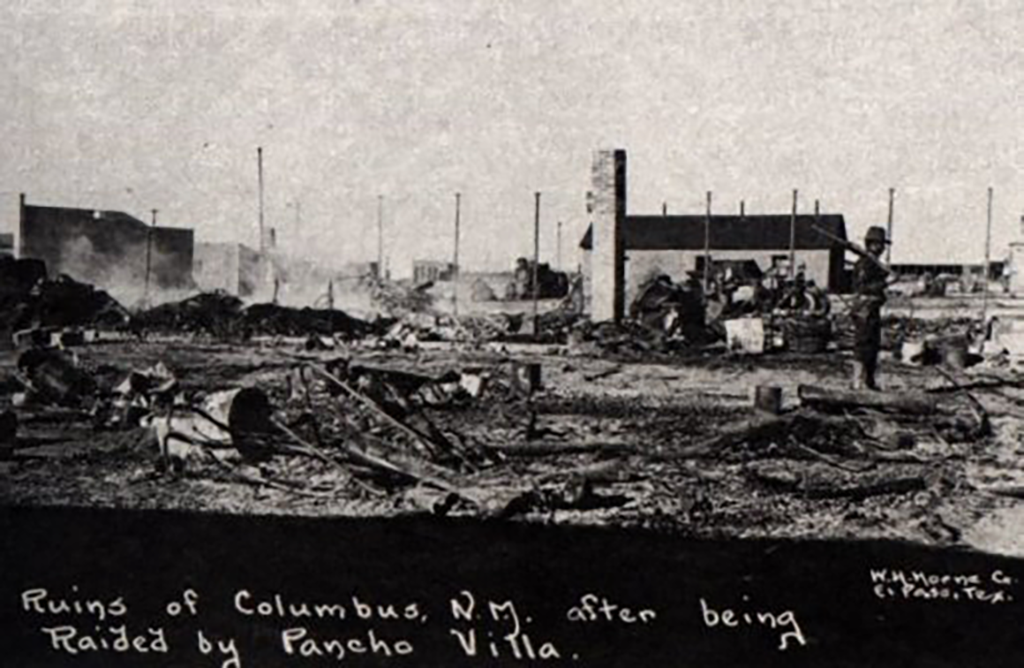 Ruins of Columbus, N.M. after being
Raided by Pancho Villa.
W.H. Horne Co.
El Paso, Tex.